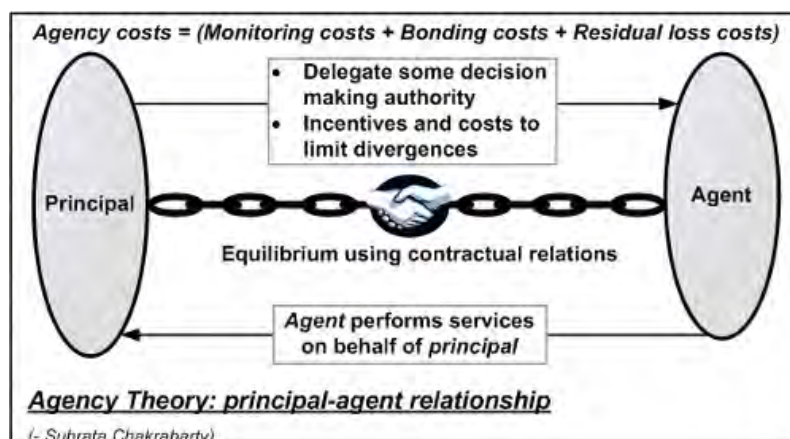 Agency costs = (Monitoring costs + Bonding costs + Residual loss costs)
• Delegate some decision
making authority
• Incentives and costs to
limit divergences
Principal
Agent
Equilibrium using contractual relations
Agent performs services
on behalf of principal
Agency Theory: principal-agent relationship
(- Subrata Chakrabarty)